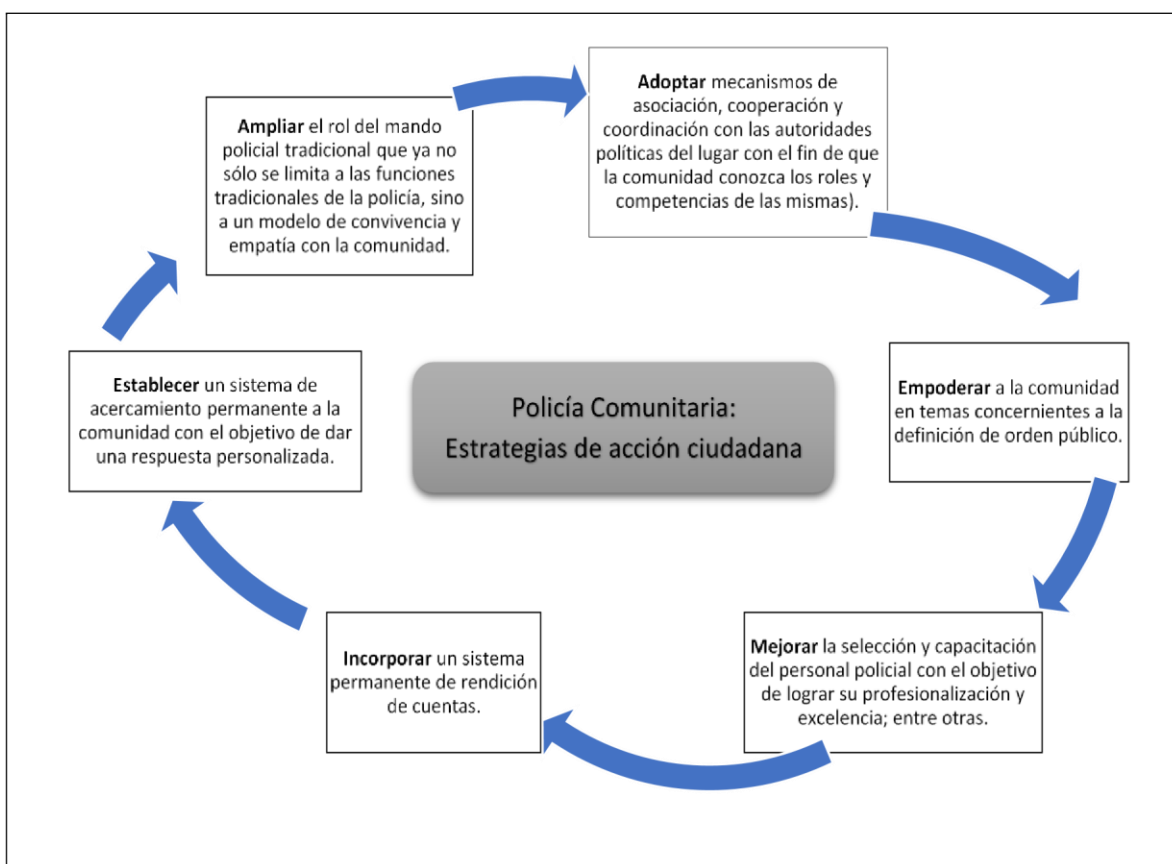 Adoptar mecanismos de
asociación, cooperación y
coordinación con las autoridades
políticas del lugar con el fin de que
la comunidad conozca los roles y
competencias de las mismas).
Ampliar el rol del mando
policial tradicional que ya no
sólo se limita a las funciones
tradicionales de la policía, sino
a un modelo de convivencia y
empatía con la comunidad.
Establecer un sistema de
acercamiento permanente a la
comunidad con el objetivo de dar
una respuesta personalizada.
Policía Comunitaria:
Estrategias de acción ciudadana
Empoderar a la comunidad
en temas concernientes a la
definición de orden público.
Incorporar un sistema
permanente de rendición
de cuentas.
Mejorar la selección y capacitación
del personal policial con el objetivo
de lograr su profesionalización y
excelencia; entre otras.